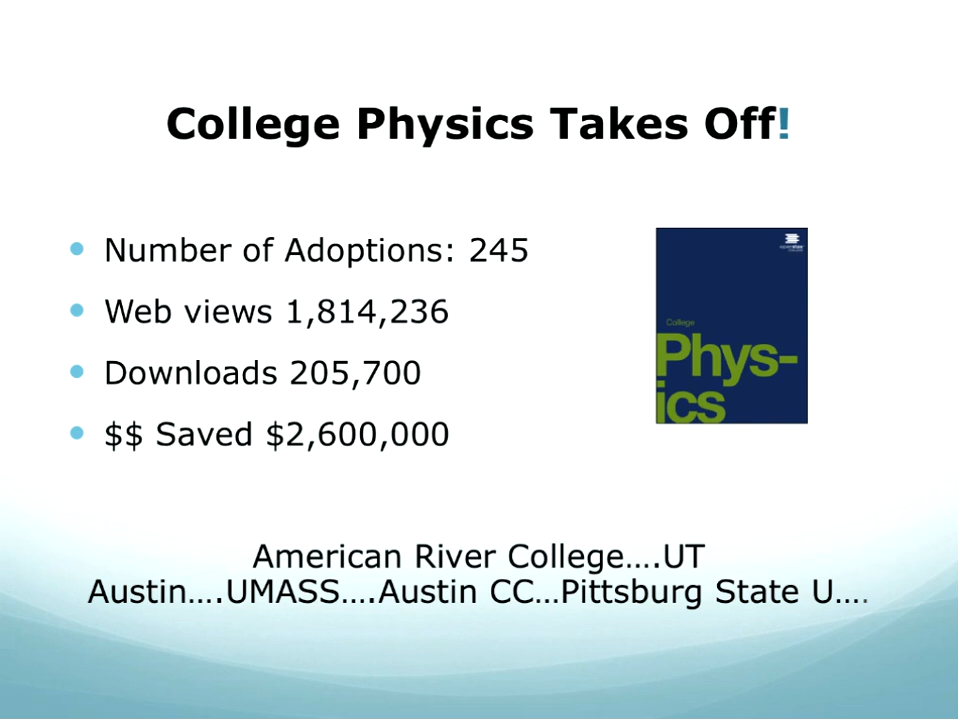 College Physics Takes Off!
Number of Adoptions: 245
Web views 1,814,236
Downloads 205,700
$$ Saved $2,600,000
College
Phys-
ics
American River College….UT
Austin….UMASS….Austin CC…Pittsburg State U….